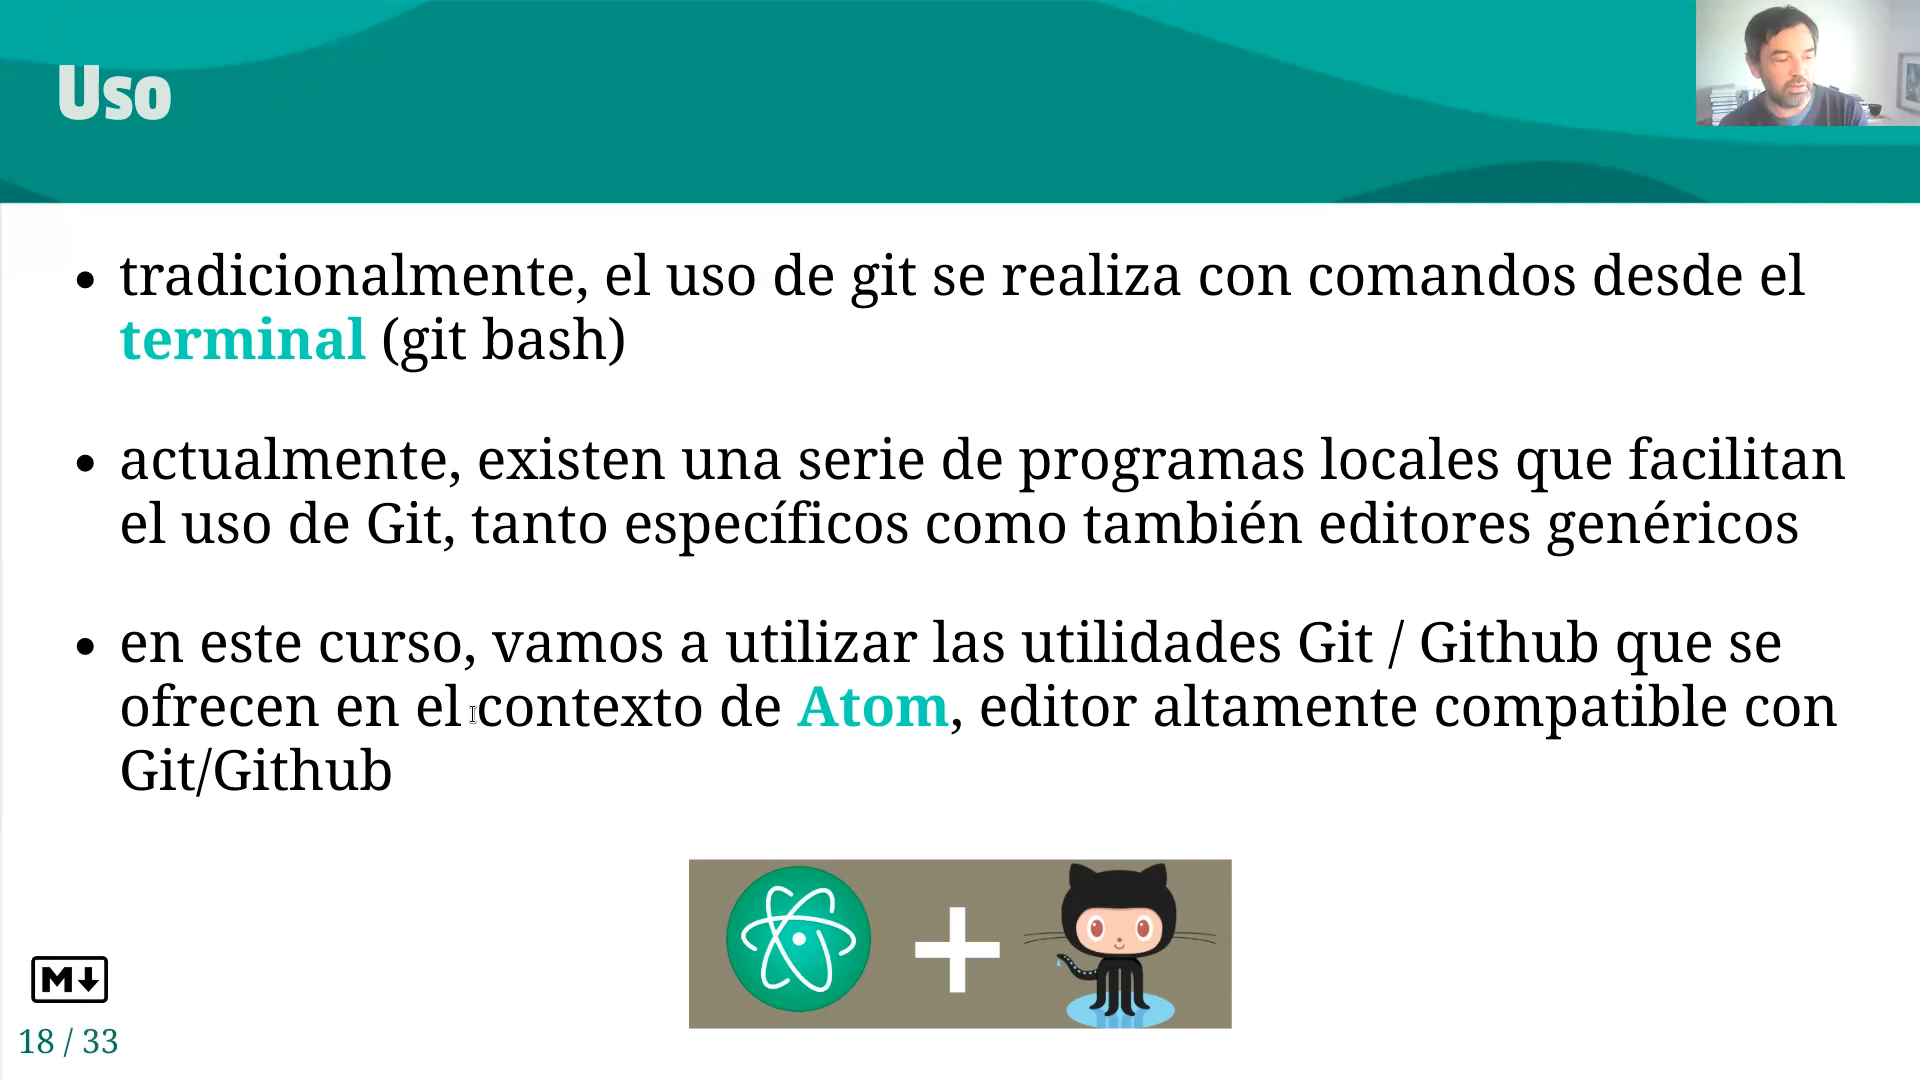 Uso
• tradicionalmente, el uso de git se realiza con comandos desde el
terminal (git bash)
• actualmente, existen una serie de programas locales que facilitan
el uso de Git, tanto específicos como también editores genéricos
• en este curso, vamos a utilizar las utilidades Git / Github que se
ofrecen en el contexto de Atom, editor altamente compatible con
Git/Github
M
18 / 33